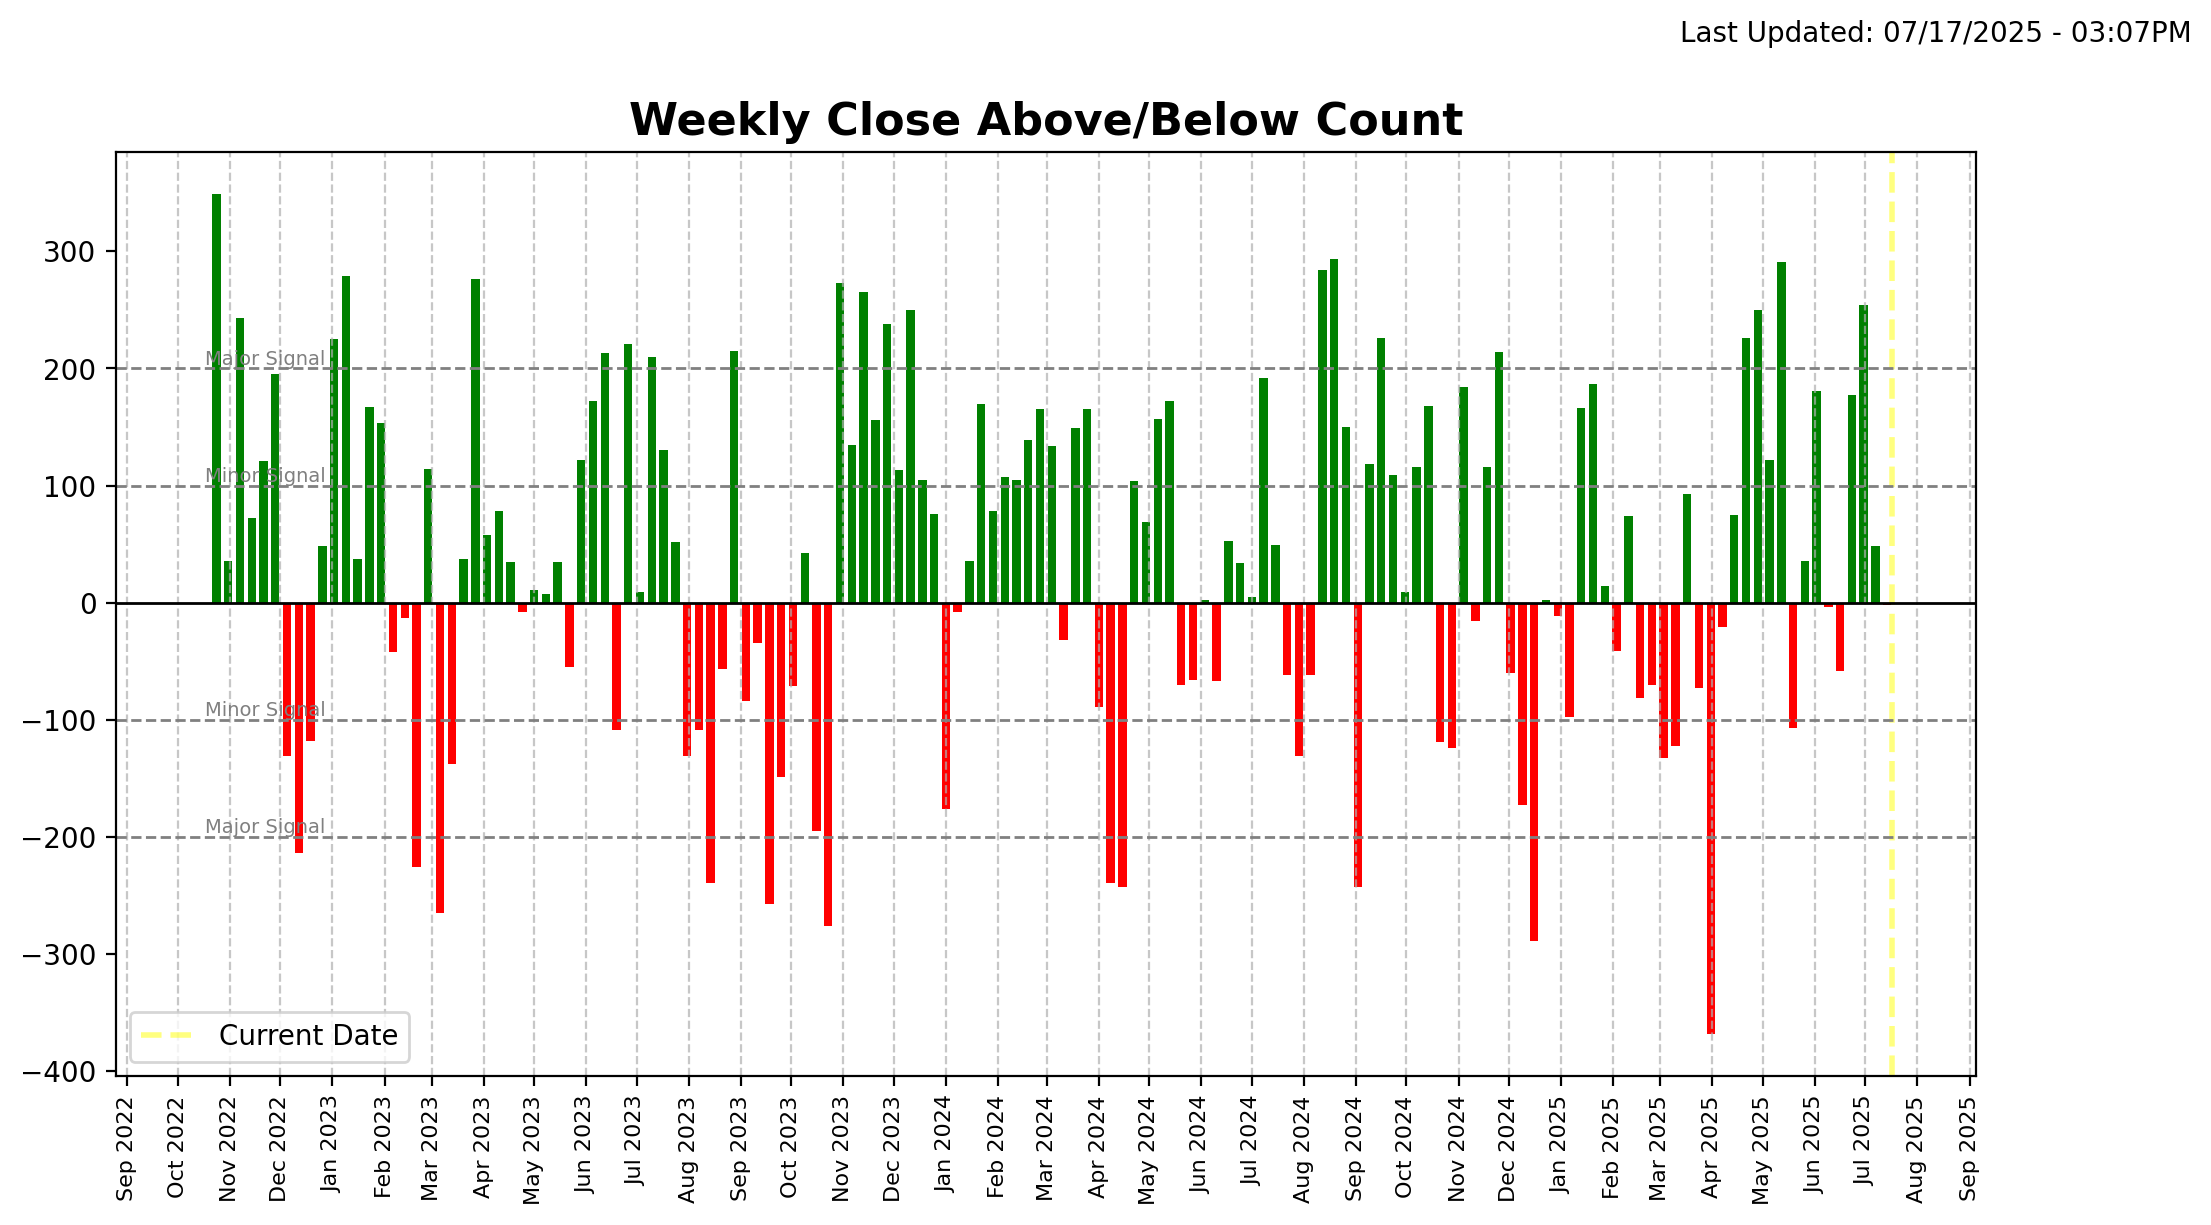 Last Updated: 07/17/2025 - 03:07PM
Weekly Close Above/Below Count
300
200
100
0
−100
−200
−300
−400
Major Signal
Minor Signal
Minor Signal
Major Signal
Current Date
Sep 2022
Oct 2022
Nov 2022
Dec 2022
Jan 2023
Feb 2023
Mar 2023
Apr 2023
May 2023
Jun 2023
Jul 2023
Aug 2023
Sep 2023
Oct 2023
Nov 2023
Dec 2023
Jan 2024
Feb 2024
Mar 2024
Apr 2024
May 2024
Jun 2024
Jul 2024
Aug 2024
Sep 2024
Oct 2024
Nov 2024
Dec 2024
Jan 2025
Feb 2025
Mar 2025
Apr 2025
May 2025
Jun 2025
Jul 2025
Aug 2025
Sep 2025